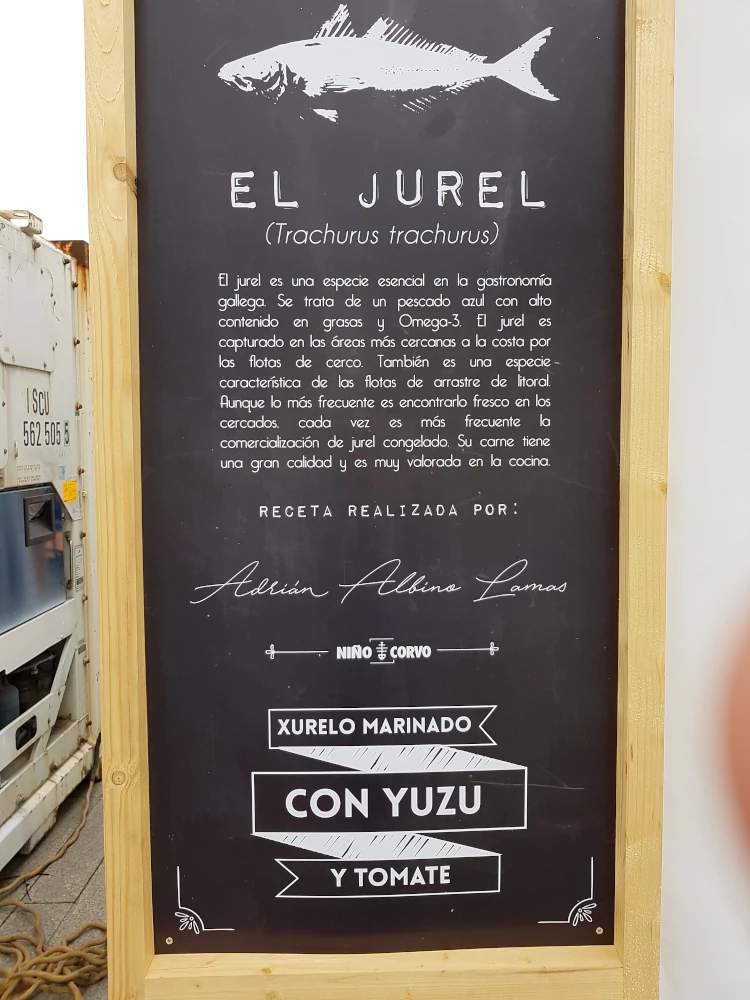 EL JUREL
(Trachurus trachurus)
El jurel es una especie esencial en la gastronomía
gallega. Se trata de un pescado azul con alto
contenido en grasas y Omega-3. El jurel es
capturado en las áreas más cercanas a la costa por
las flotas de cerco. También es una especie
característica de las flotas de arrastre de litoral.
Aunque lo más frecuente es encontrarlo fresco en los
cercados, cada vez es más frecuente la
comercialización de jurel congelado. Su carne tiene
una gran calidad y es muy valorada en la cocina.
RECETA REALIZADA POR:
Adrián Albino Lamas
NIÑO CORVO
XURELO MARINADO
CON YUZU
Y TOMATE
I SCU
562 505 5